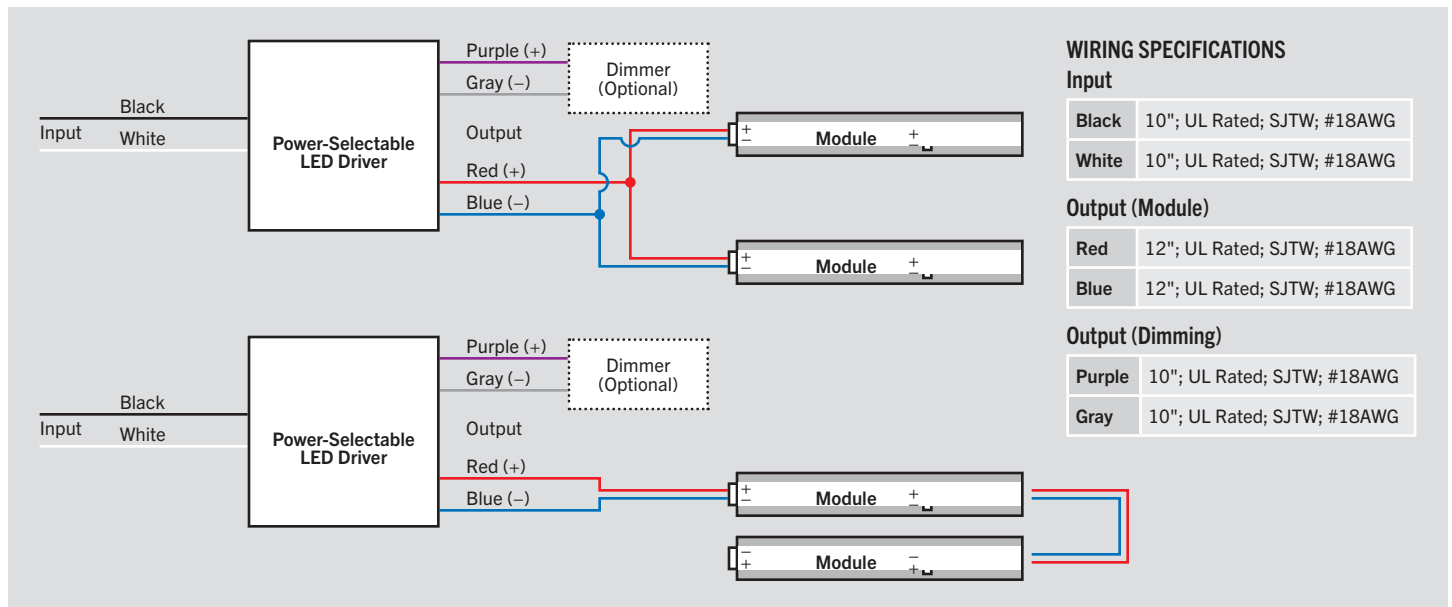 Black
Input
White
Power-Selectable
LED Driver
Purple (+)
Gray (−)
Dimmer
(Optional)
Output
Red (+)
Blue (−)
+
−
Module
+
−
+
−
Module
+
−
Black
Input
White
Power-Selectable
LED Driver
Purple (+)
Gray (−)
Dimmer
(Optional)
Output
Red (+)
Blue (−)
+
−
Module
+
−
−
+
Module
−
+
WIRING SPECIFICATIONS
Input
Black 10"; UL Rated; SJTW; #18AWG
White 10"; UL Rated; SJTW; #18AWG
Output (Module)
Red 12"; UL Rated; SJTW; #18AWG
Blue 12"; UL Rated; SJTW; #18AWG
Output (Dimming)
Purple 10"; UL Rated; SJTW; #18AWG
Gray 10"; UL Rated; SJTW; #18AWG